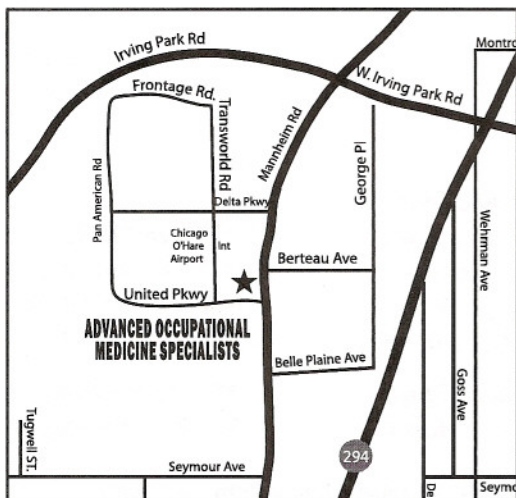 Irving Park Rd
Montro
W. Irving Park Rd
Frontage Rd.
Transworld Rd
Mannheim Rd
George Pl
Pan American Rd
Delta Pkwy
Wehrman Ave
Chicago
O'Hare
Airport
Int
Berteau Ave
United Pkwy
ADVANCED OCCUPATIONAL
MEDICINE SPECIALISTS
Belle Plaine Ave
Goss Ave
Tugwell ST.
294
Seymour Ave
De
Seymo